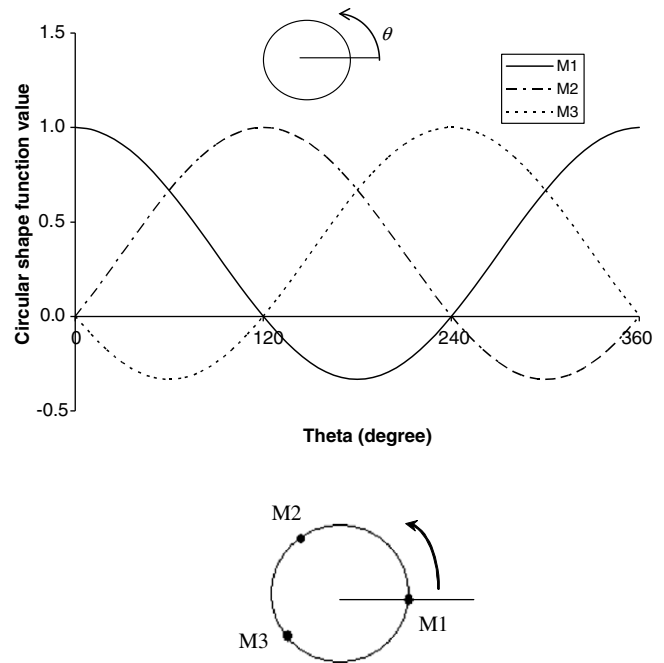 Circular shape function value
1.5
1.0
0.5
0.0
-0.5
0
120
240
360
θ
M1
M2
M3
Theta (degree)
M2
M3
M1